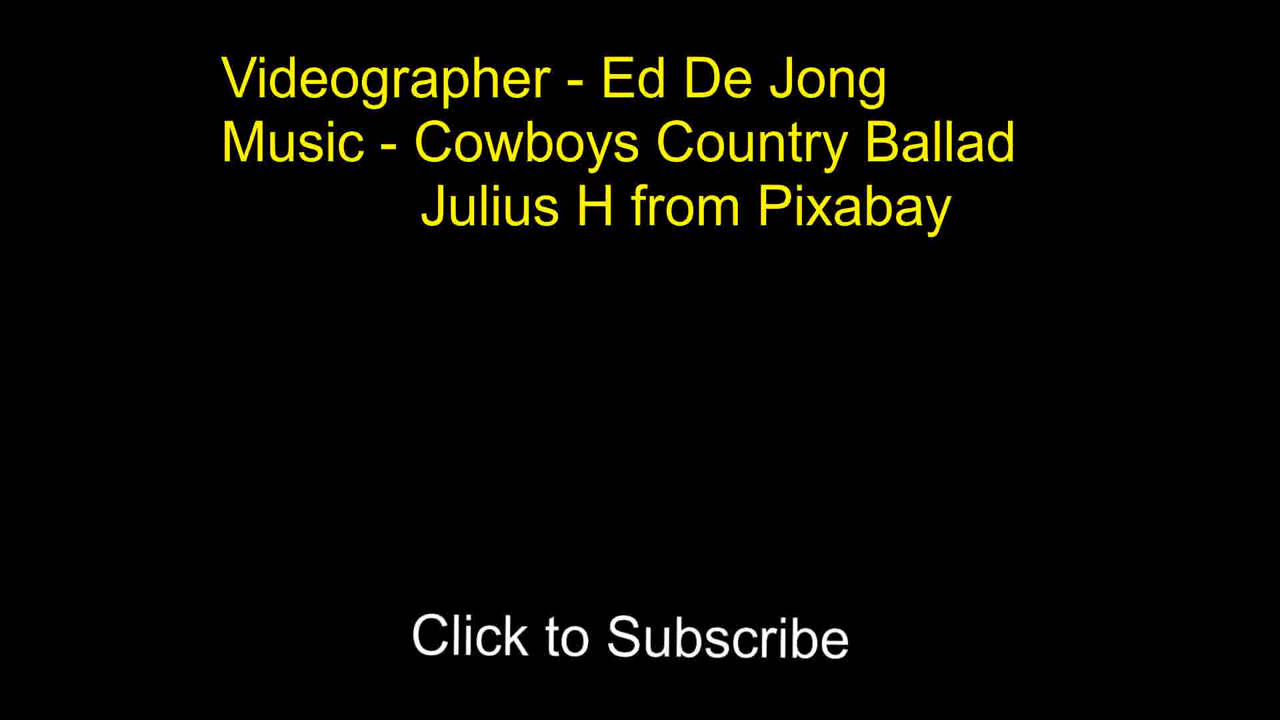 Videographer - Ed De Jong
Music - Cowboys Country Ballad
Julius H from Pixabay
Click to Subscribe